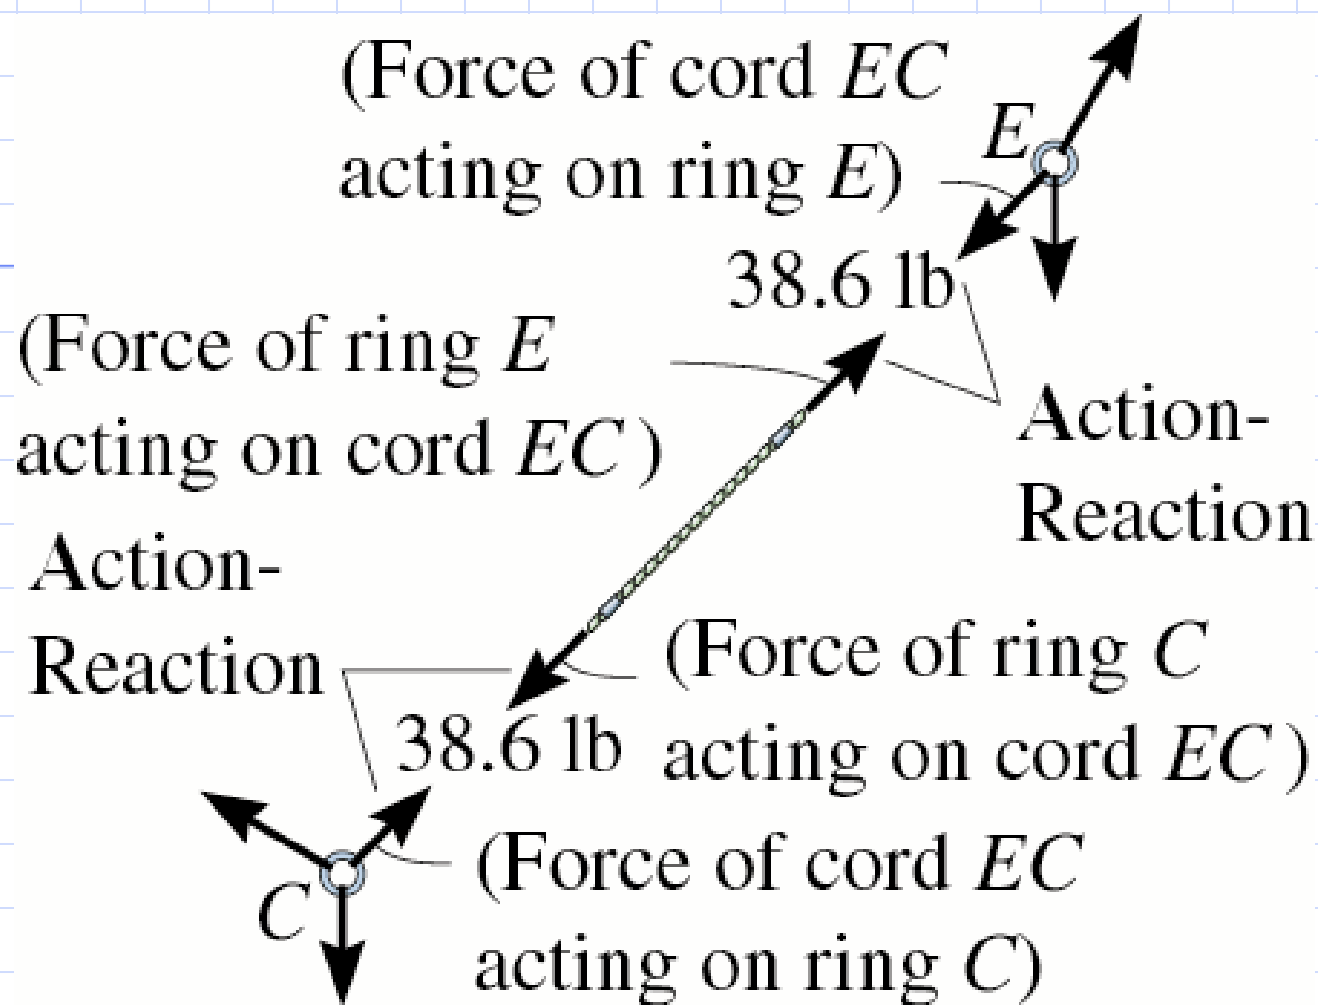 (Force of cord EC
acting on ring E)
E
38.6 lb
(Force of ring E
acting on cord EC)
Action-
Reaction
Action-
Reaction
(Force of ring C
acting on cord EC)
38.6 lb
C
(Force of cord EC
acting on ring C)